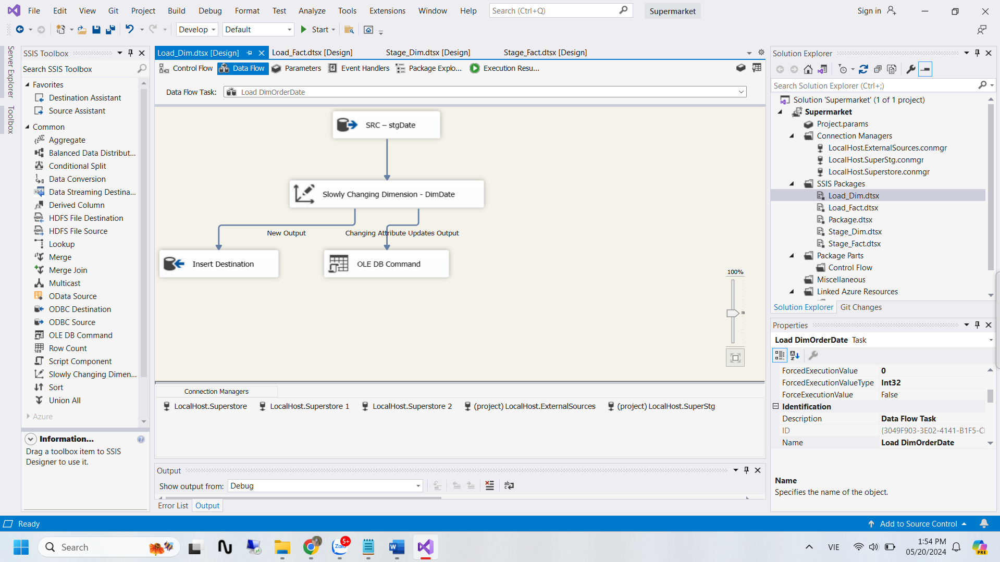 File Edit View Git Project Build Debug Format Test Analyze Tools Extensions Window Help Search (Ctrl+Q) Supermarket Sign in
Develop Default Start
Server Explorer
Toolbox
SSIS Toolbox
Search SSIS Toolbox
Favorites
Destination Assistant
Source Assistant
Common
Aggregate
Balanced Data Distribut...
Conditional Split
Data Conversion
Data Streaming Destina...
Derived Column
HDFS File Destination
HDFS File Source
Lookup
Merge
Merge Join
Multicast
OData Source
ODBC Destination
ODBC Source
OLE DB Command
Row Count
Script Component
Slowly Changing Dimen...
Sort
Union All
Azure
Information...
Drag a toolbox item to SSIS
Designer to use it.
Load_Dim.dtsx [Design] Load_Fact.dtsx [Design] Stage_Dim.dtsx [Design] Stage_Fact.dtsx [Design]
Control Flow Data Flow Parameters Event Handlers Package Explo... Execution Resu...
Data Flow Task: Load DimOrderDate
SRC – stgDate
Slowly Changing Dimension - DimDate
New Output Changing Attribute Updates Output
Insert Destination OLE DB Command
100%
Connection Managers
LocalHost.Superstore LocalHost.Superstore 1 LocalHost.Superstore 2 (project) LocalHost.ExternalSources (project) LocalHost.SuperStg
Output
Show output from: Debug
Error List Output
Solution Explorer
Search Solution Explorer (Ctrl+;)
Solution 'Supermarket' (1 of 1 project)
Supermarket
Project.params
Connection Managers
LocalHost.ExternalSources.conmgr
LocalHost.SuperStg.conmgr
LocalHost.Superstore.conmgr
SSIS Packages
Load_Dim.dtsx
Load_Fact.dtsx
Package.dtsx
Stage_Dim.dtsx
Stage_Fact.dtsx
Package Parts
Control Flow
Miscellaneous
Linked Azure Resources
Solution Explorer Git Changes
Properties
Load DimOrderDate Task
ForcedExecutionValue 0
ForcedExecutionValueType Int32
ForceExecutionValue False
Identification
Description Data Flow Task
ID {3049F903-3E02-4141-B1F5-C
Name Load DimOrderDate
Name
Specifies the name of the object.
Ready Add to Source Control
Search Zalo 5+ VIE 1:54 PM
05/20/2024 PRE